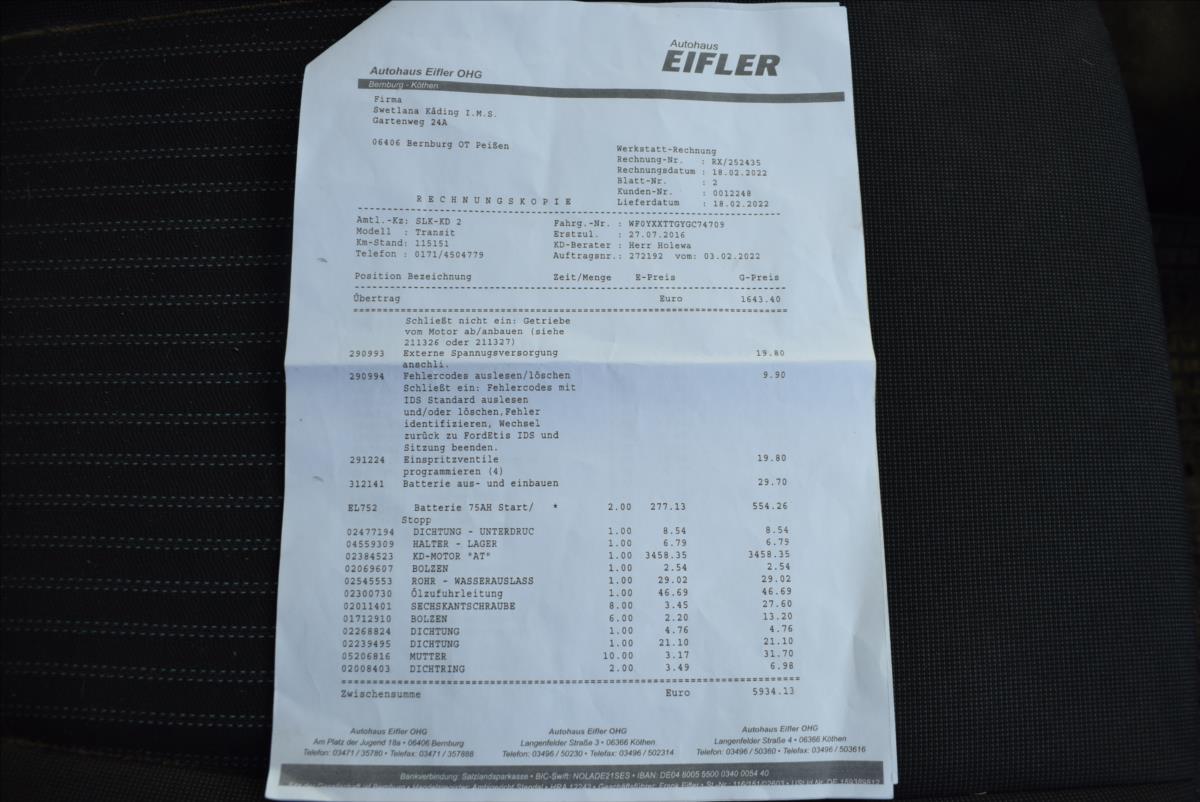 Autohaus
EIFLER
Autohaus Eifler OHG
Bernburg - Köthen
Firma
Swetlana Käding I.M.S.
Gartenweg 24A
06406 Bernburg OT Peißen
Werkstatt-Rechnung
Rechnung-Nr. : RX/252435
Rechnungsdatum : 18.02.2022
Blatt-Nr. : 2
Kunden-Nr. : 0012248
Lieferdatum : 18.02.2022
RECHNUNGSKOPIE
Amtl.-Kz: SLK-KD 2 Fahrg.-Nr. : WF0YXXTTGYGC74709
Modell : Transit Erstzul. : 27.07.2016
Km-Stand: 115151 KD-Berater : Herr Holewa
Telefon : 0171/4504779 Auftragsnr.: 272192 vom: 03.02.2022
Position Bezeichnung Zeit/Menge E-Preis G-Preis
Übertrag Euro 1643.40
Schließt nicht ein: Getriebe
vom Motor ab/anbauen (siehe
211326 oder 211327)
290993 Externe Spannugsversorgung 19.80
anschli.
290994 Fehlercodes auslesen/löschen 9.90
Schließt ein: Fehlercodes mit
IDS Standard auslesen
und/oder löschen,Fehler
identifizieren, Wechsel
zurück zu FordEtis IDS und
Sitzung beenden.
291224 Einspritzventile 19.80
programmieren (4)
312141 Batterie aus- und einbauen 29.70
EL752 Batterie 75AH Start/ * 2.00 277.13 554.26
Stopp
02477194 DICHTUNG - UNTERDRUC 1.00 8.54 8.54
04559309 HALTER - LAGER 1.00 6.79 6.79
02384523 KD-MOTOR "AT" 1.00 3458.35 3458.35
02069607 BOLZEN 1.00 2.54 2.54
02545553 ROHR - WASSERAUSLASS 1.00 29.02 29.02
02300730 Ölzufuhrleitung 1.00 46.69 46.69
02011401 SECHSKANTSCHRAUBE 8.00 3.45 27.60
01712910 BOLZEN 6.00 2.20 13.20
02268824 DICHTUNG 1.00 4.76 4.76
02239495 DICHTUNG 1.00 21.10 21.10
05206816 MUTTER 10.00 3.17 31.70
02008403 DICHTRING 2.00 3.49 6.98
Zwischensumme Euro 5934.13
Autohaus Eifler OHG
Am Platz der Jugend 18a • 06406 Bernburg
Telefon: 03471 / 35780 • Telefax: 03471 / 357888
Autohaus Eifler OHG
Langenfelder Straße 3 • 06366 Köthen
Telefon: 03496 / 50230 • Telefax: 03496 / 502314
Autohaus Eifler OHG
Langenfelder Straße 4 • 06366 Köthen
Telefon: 03496 / 50360 • Telefax: 03496 / 503616
Bankverbindung: Salzlandsparkasse • BIC-Swift: NOLADE21SES • IBAN: DE04 8005 5500 0340 0054 40